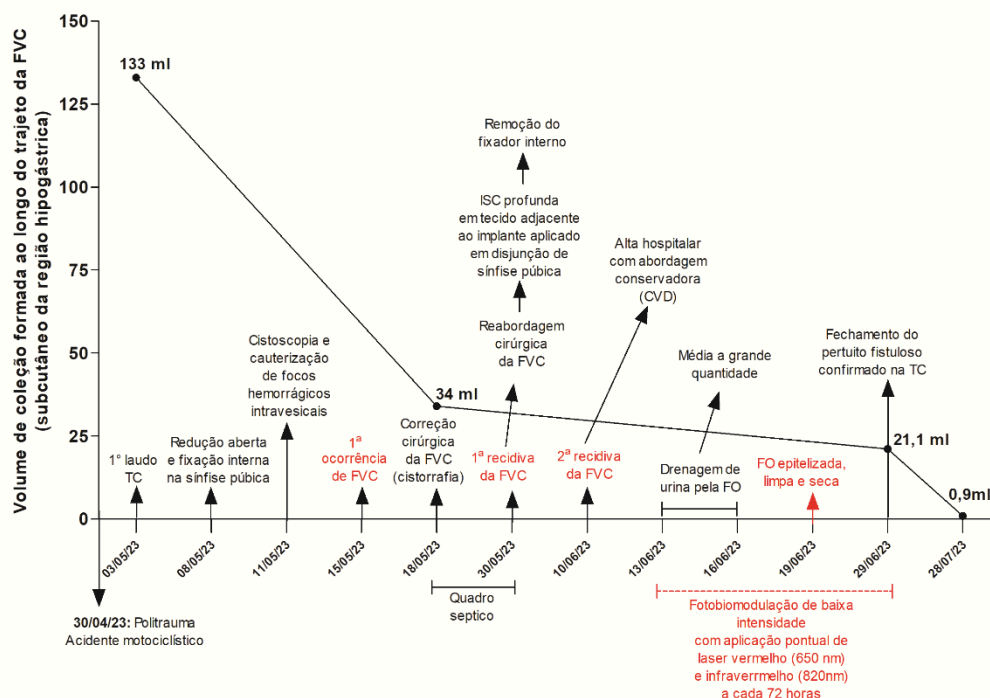 Volume de coleção formada ao longo do trajeto da FVC
(subcutâneo da região hipogástrica)
150
125
100
75
50
25
0
133 ml
34 ml
21,1 ml
0,9ml
1° laudo
TC
Redução aberta
e fixação interna
na sínfise púbica
Cistoscopia e
cauterização
de focos
hemorrágicos
intravesicais
1ª
ocorrência
de FVC
Correção
cirúrgica
da FVC
(cistorrafia)
Remoção do
fixador interno
ISC profunda
em tecido adjacente
ao implante aplicado
em disjunção de
sínfise púbica
Reabordagem
cirúrgica
da FVC
1ª recidiva
da FVC
Alta hospitalar
com abordagem
conservadora
(CVD)
2ª recidiva
da FVC
Média a grande
quantidade
Drenagem de
urina pela FO
FO epitelizada,
limpa e seca
Fechamento do
pertuito fistuloso
confirmado na TC
03/05/23
08/05/23
11/05/23
15/05/23
18/05/23
30/05/23
10/06/23
13/06/23
16/06/23
19/06/23
29/06/23
28/07/23
30/04/23: Politrauma
Acidente motociclístico
Quadro
septico
Fotobiomodulação de baixa
intensidade
com aplicação pontual de
laser vermelho (650 nm)
e infraverrmelho (820nm)
a cada 72 horas